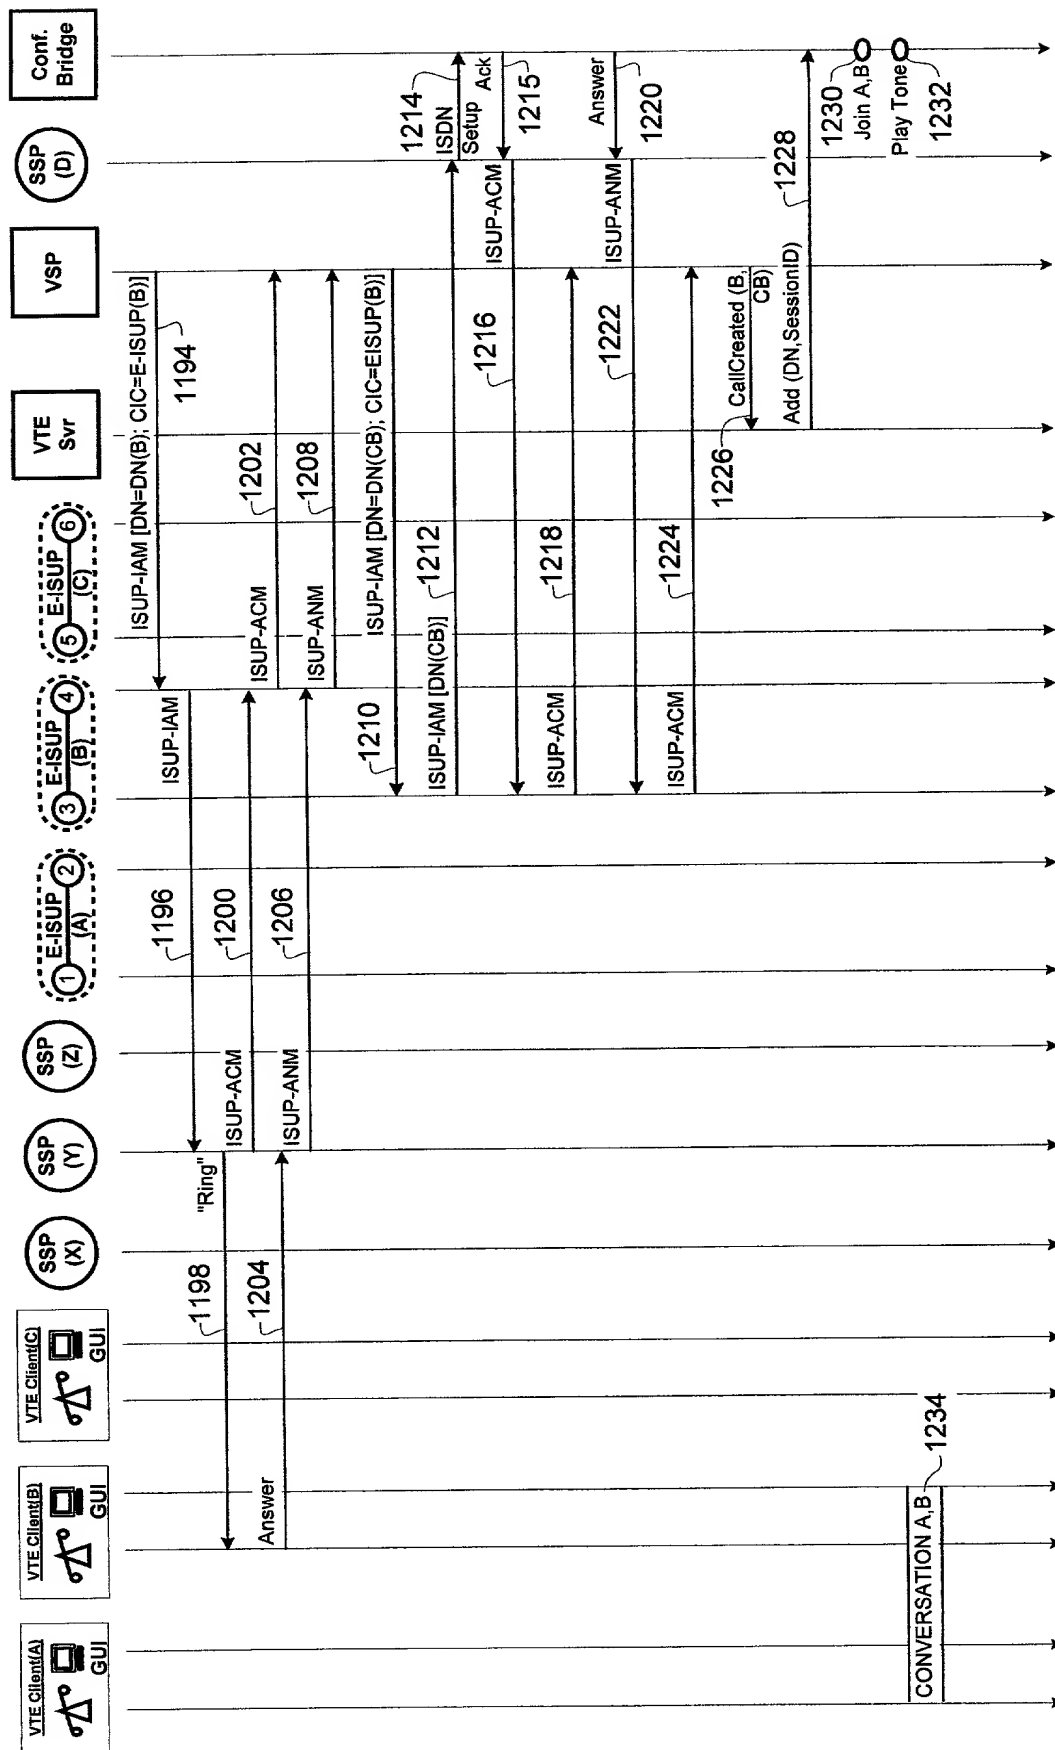 VTE Client(A)
GUI
VTE Client(B)
GUI
VTE Client(C)
GUI
SSP
(X)
SSP
(Y)
SSP
(Z)
1 E-ISUP 2
(A)
3 E-ISUP 4
(B)
5 E-ISUP 6
(C)
VTE
Svr
VSP
SSP
(D)
Conf.
Bridge
ISUP-IAM [DN=DN(B); CIC=E-ISUP(B)]
1194
ISUP-IAM
1196
"Ring"
1198
ISUP-ACM
1200
ISUP-ACM
1202
Answer
1204
ISUP-ANM
1206
ISUP-ANM
1208
ISUP-IAM [DN=DN(CB); CIC=EISUP(B)]
1210
ISUP-IAM [DN(CB)]
1212
1214
ISDN
Setup
Ack
1215
ISUP-ACM
1216
ISUP-ACM
1218
Answer
1220
ISUP-ANM
1222
ISUP-ACM
1224
CallCreated (B,
CB)
1226
Add (DN,SessionID)
1228
1230
Join A,B
Play Tone
1232
CONVERSATION A,B
1234